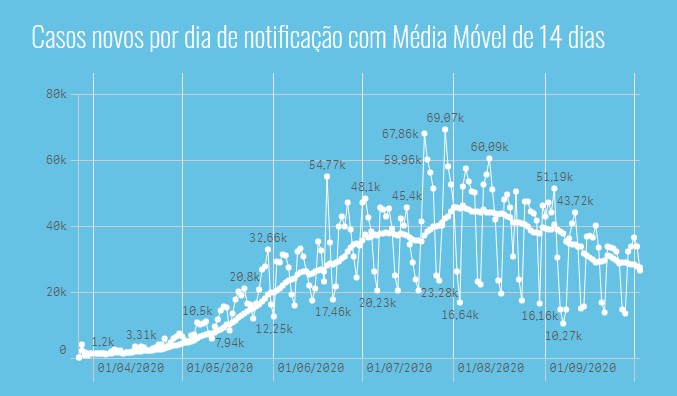 Casos novos por dia de notificação com Média Móvel de 14 dias
80k
69,07k
67,86k
60k
59,96k
60,09k
54,77k
51,19k
48,1k
45,4k
43,72k
40k
32,66k
20,8k
20k
23,28k
20,23k
17,46k
16,64k
16,16k
10,5k
12,25k
10,27k
7,94k
3,31k
1,2k
0
01/04/2020 01/05/2020 01/06/2020 01/07/2020 01/08/2020 01/09/2020